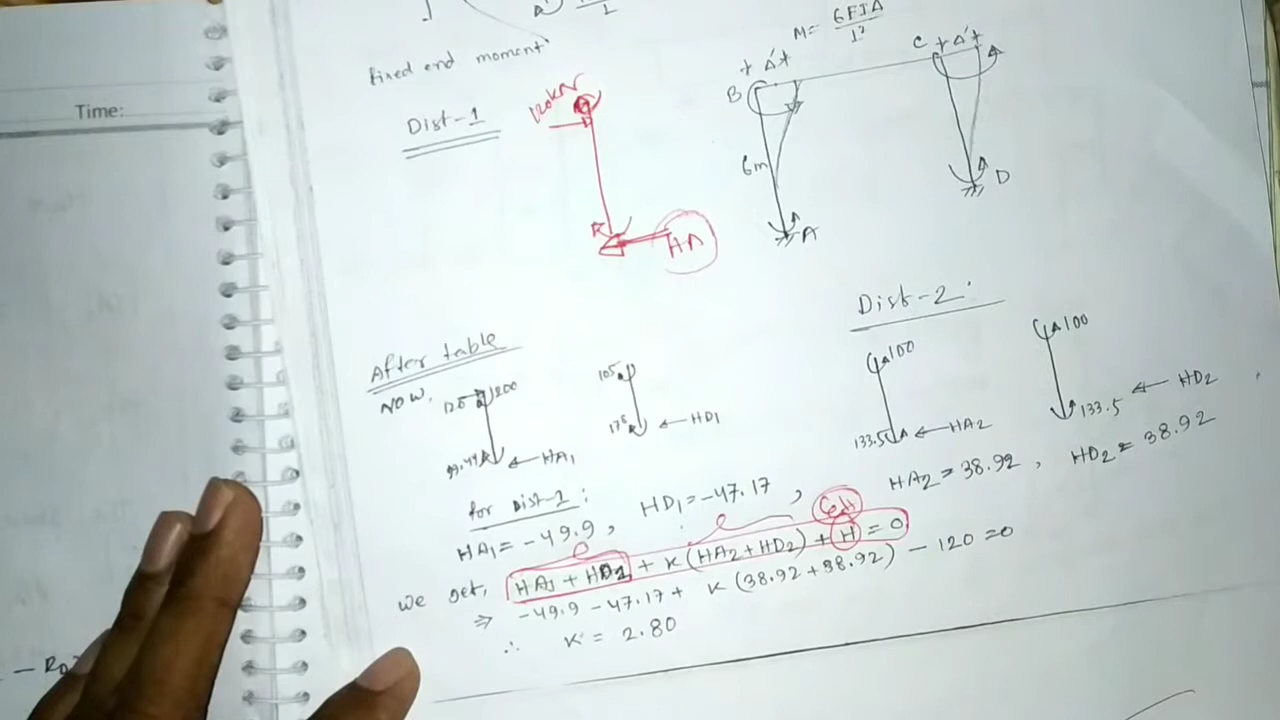 Time:
M = 6EIΔ / l²
Fixed end moment
Dist-1
120KN
HA
B
Δ'
C
Δ'
6m
A
D
Dist-2
After table
Now.
200
HA1
105
HD1
100
133.5
HA2
100
133.5
HD2
for Dist-1:
HA1 = -49.9, HD1 = -47.17, HA2 = 38.92, HD2 = 38.92
we get, HA1 + HD1 + K (HA2 + HD2) + H = 0
⇒ -49.9 - 47.17 + K (38.92 + 38.92) - 120 = 0
∴ K = 2.80